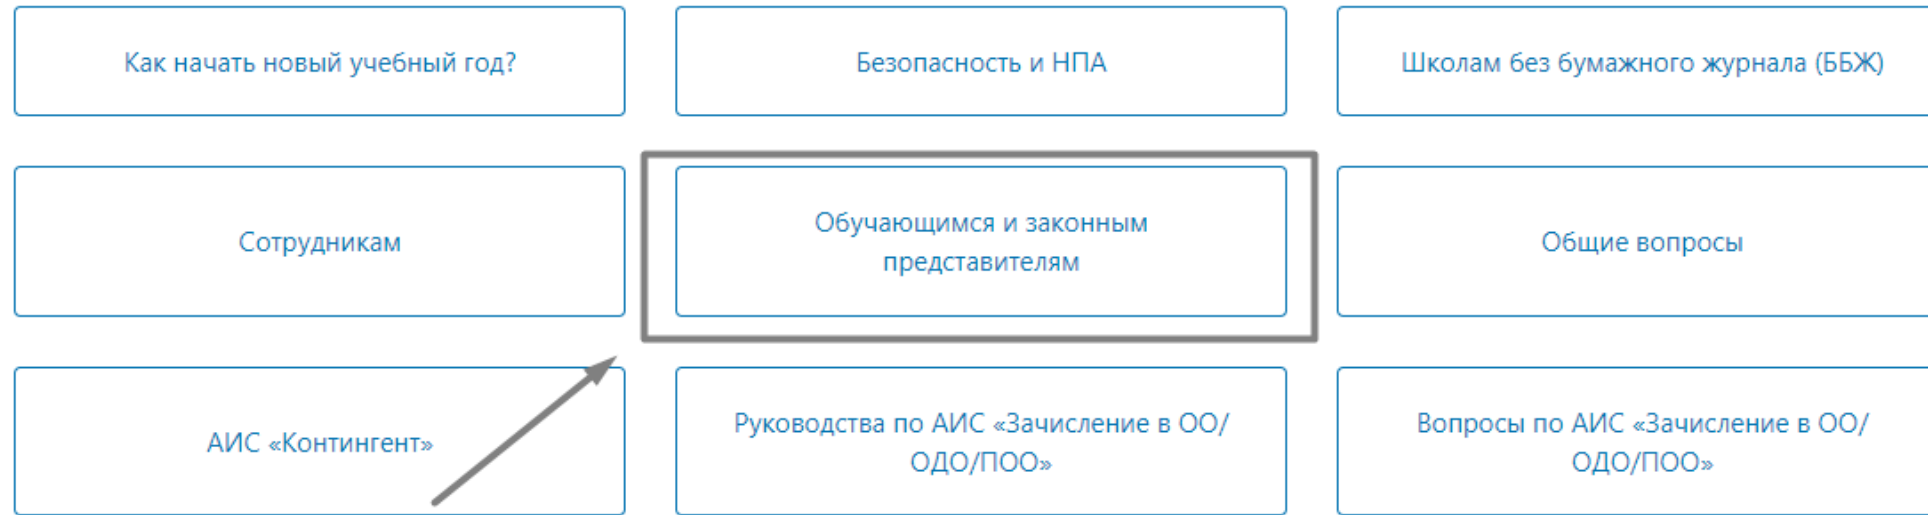 Как начать новый учебный год?
Безопасность и НПА
Школам без бумажного журнала (ББЖ)
Сотрудникам
Обучающимся и законным
представителям
Общие вопросы
АИС «Контингент»
Руководства по АИС «Зачисление в ОО/
ОДО/ПОО»
Вопросы по АИС «Зачисление в ОО/
ОДО/ПОО»